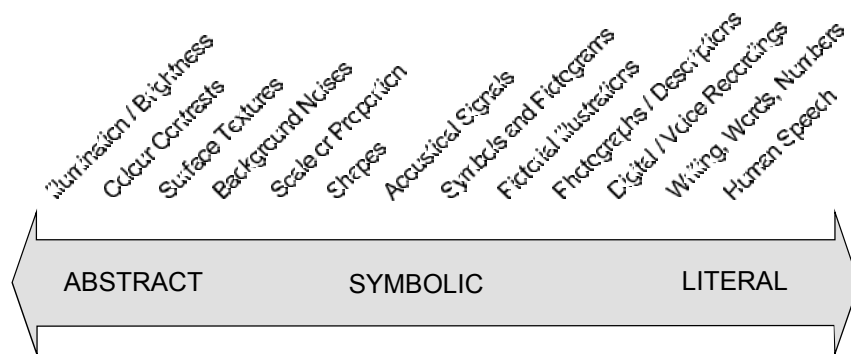 Illumination / Brightness
Colour Contrasts
Surface Textures
Background Noises
Scale or Proportion
Shapes
Accustical Signals
Symbols and Pictograms
Pictorial Illustrations
Photographs / Descriptions
Digital / Voice Recordings
Writing, Words, Numbers
Human Speech
ABSTRACT
SYMBOLIC
LITERAL